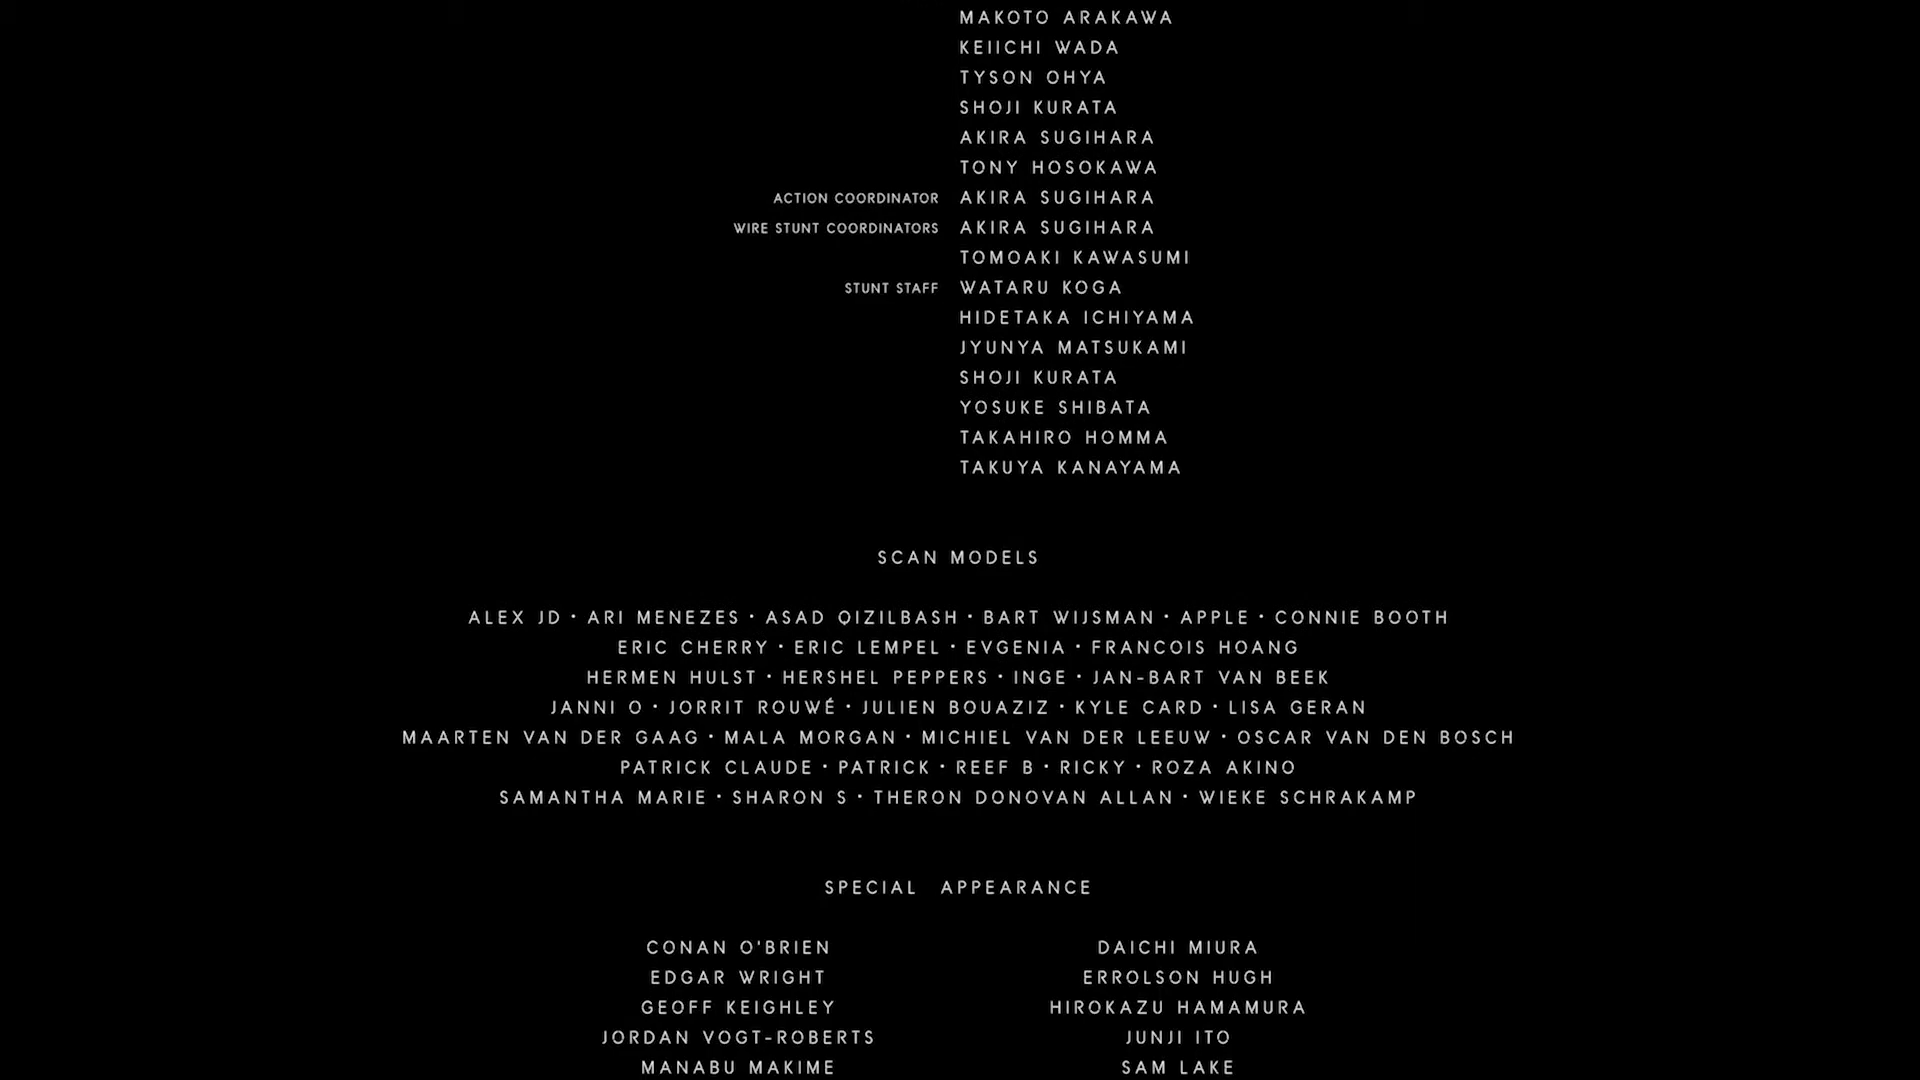 MAKOTO ARAKAWA
KEIICHI WADA
TYSON OHYA
SHOJI KURATA
AKIRA SUGIHARA
TONY HOSOKAWA
ACTION COORDINATOR AKIRA SUGIHARA
WIRE STUNT COORDINATORS AKIRA SUGIHARA
TOMOAKI KAWASUMI
STUNT STAFF WATARU KOGA
HIDETAKA ICHIYAMA
JYUNYA MATSUKAMI
SHOJI KURATA
YOSUKE SHIBATA
TAKAHIRO HOMMA
TAKUYA KANAYAMA
SCAN MODELS
ALEX JD · ARI MENEZES · ASAD QIZILBASH · BART WIJSMAN · APPLE · CONNIE BOOTH
ERIC CHERRY · ERIC LEMPEL · EVGENIA · FRANCOIS HOANG
HERMEN HULST · HERSHEL PEPPERS · INGE · JAN-BART VAN BEEK
JANNI O · JORRIT ROUWÉ · JULIEN BOUAZIZ · KYLE CARD · LISA GERAN
MAARTEN VAN DER GAAG · MALA MORGAN · MICHIEL VAN DER LEEUW · OSCAR VAN DEN BOSCH
PATRICK CLAUDE · PATRICK · REEF B · RICKY · ROZA AKINO
SAMANTHA MARIE · SHARON S · THERON DONOVAN ALLAN · WIEKE SCHRAKAMP
SPECIAL APPEARANCE
CONAN O'BRIEN DAICHI MIURA
EDGAR WRIGHT ERROLSON HUGH
GEOFF KEIGHLEY HIROKAZU HAMAMURA
JORDAN VOGT-ROBERTS JUNJI ITO
MANABU MAKIME SAM LAKE